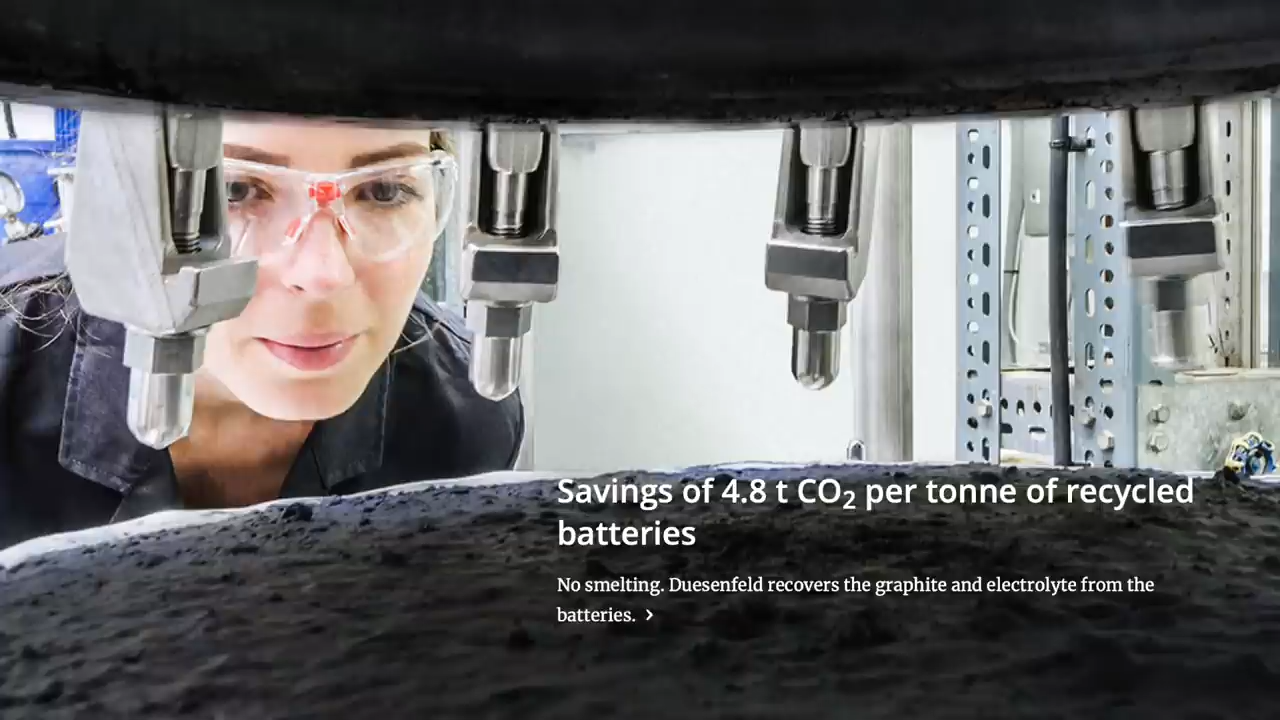 Savings of 4.8 t CO₂ per tonne of recycled
batteries
No smelting. Duesenfeld recovers the graphite and electrolyte from the
batteries. ›